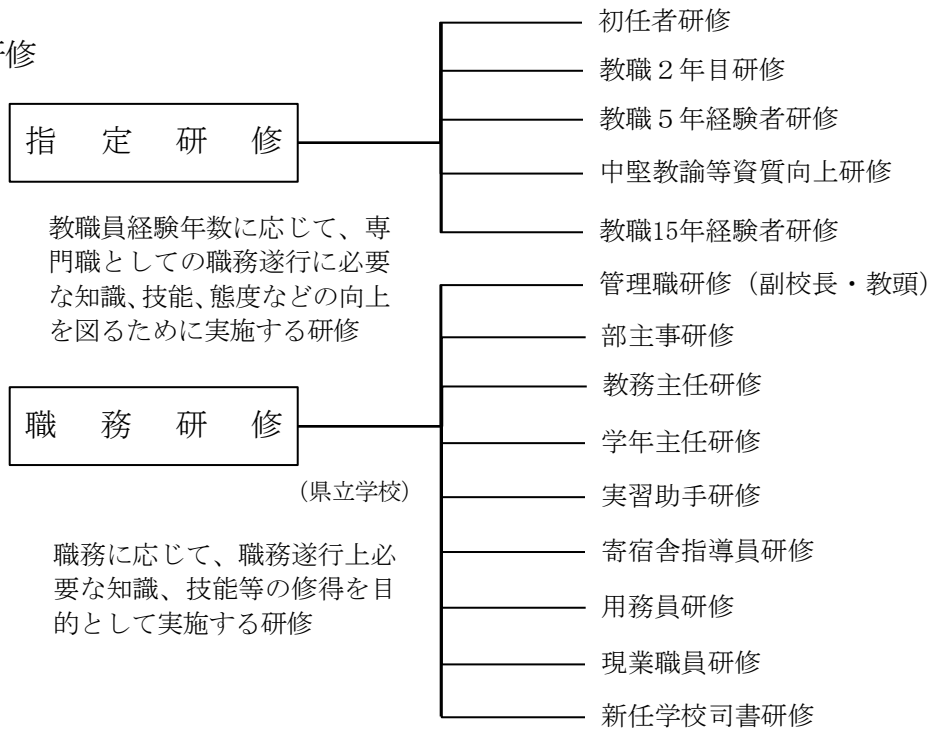 修
指定研修
教職員経験年数に応じて、専
門職としての職務遂行に必要
な知識、技能、態度などの向上
を図るために実施する研修
初任者研修
教職２年目研修
教職５年経験者研修
中堅教諭等資質向上研修
教職15年経験者研修
職務研修
（県立学校）
職務に応じて、職務遂行上必
要な知識、技能等の修得を目
的として実施する研修
管理職研修（副校長・教頭）
部主事研修
教務主任研修
学年主任研修
実習助手研修
寄宿舎指導員研修
用務員研修
現業職員研修
新任学校司書研修